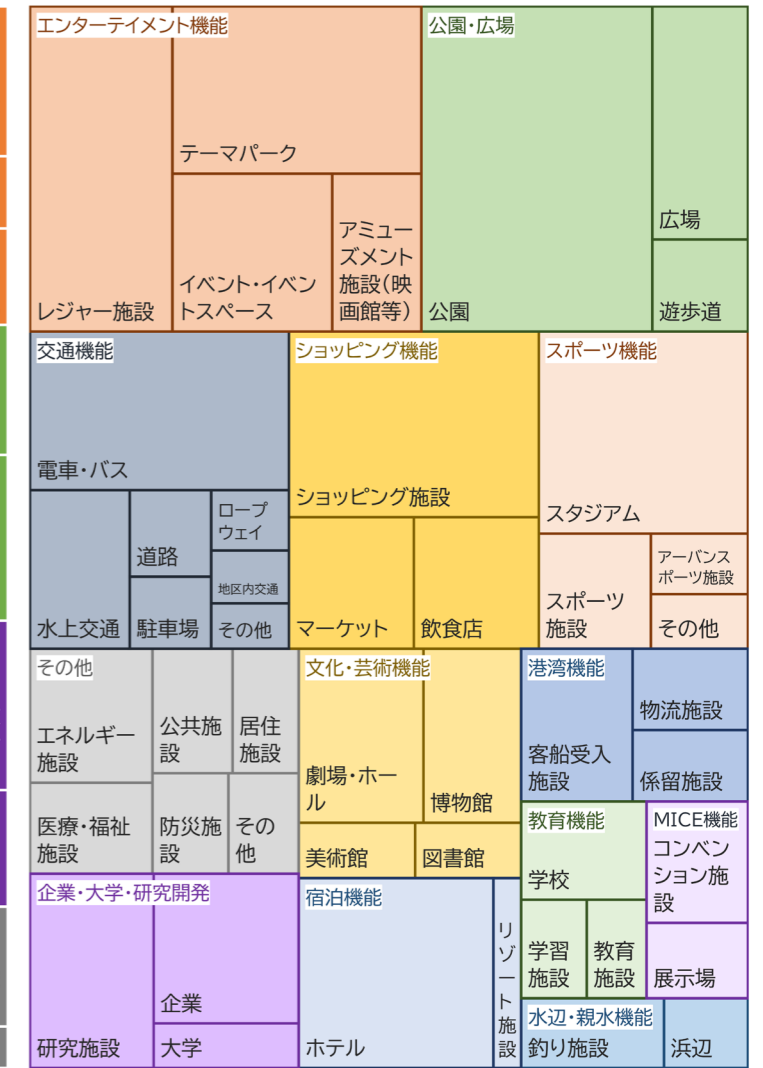 エンターテイメント機能
レジャー施設
テーマパーク
イベント・イベン
トスペース
アミュー
ズメント
施設(映
画館等)
公園・広場
公園
広場
遊歩道
交通機能
電車・バス
水上交通
道路
駐車場
ロープ
ウェイ
地区内交通
その他
ショッピング機能
ショッピング施設
マーケット
飲食店
スポーツ機能
スタジアム
スポーツ
施設
アーバンス
ポーツ施設
その他
その他
エネルギー
施設
公共施
設
居住
施設
医療・福祉
施設
防災施
設
その
他
文化・芸術機能
劇場・ホー
ル
博物館
美術館
図書館
港湾機能
客船受入
施設
物流施設
係留施設
教育機能
学校
学習
施設
教育
施設
MICE機能
コンベン
ション施
設
展示場
企業・大学・研究開発
研究施設
企業
大学
宿泊機能
ホテル
リゾート施設
水辺・親水機能
釣り施設
浜辺